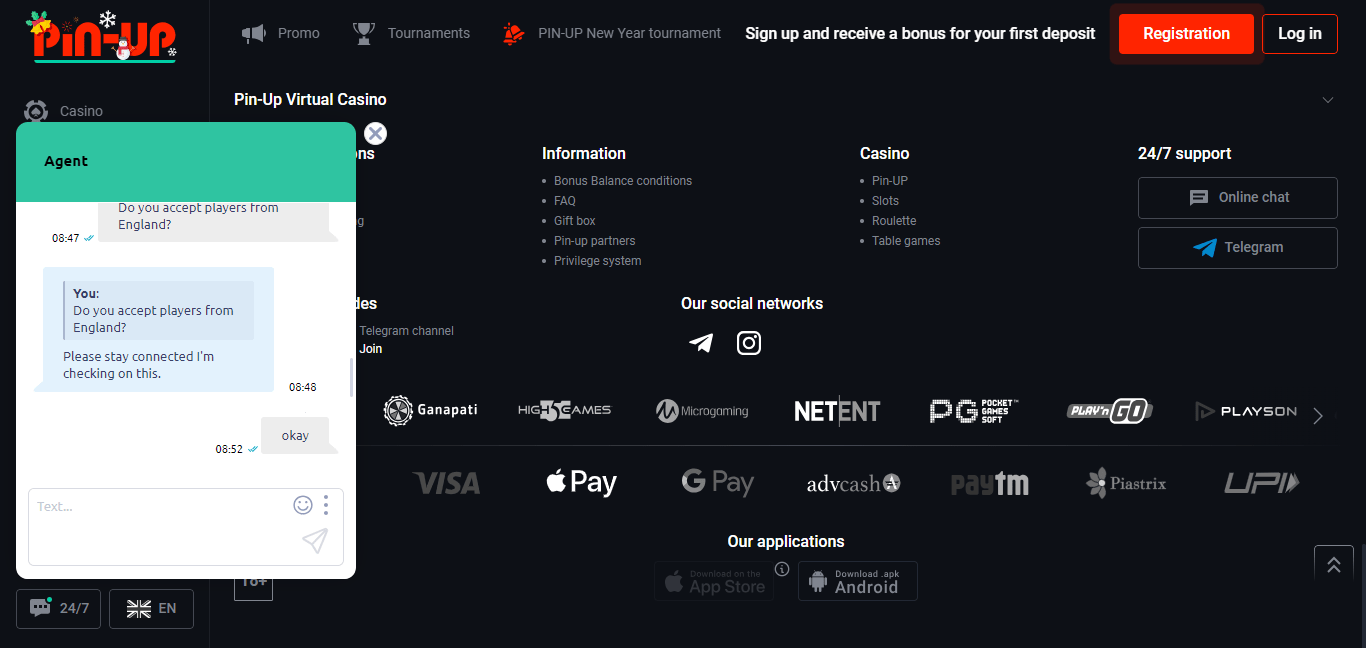 PiN-UP
Promo
Tournaments
PIN-UP New Year tournament
Sign up and receive a bonus for your first deposit
Registration
Log in
Casino
Pin-Up Virtual Casino
Agent
Do you accept players from
England?
08:47
You:
Do you accept players from
England?
Please stay connected I'm
checking on this.
08:48
okay
08:52
Text...
24/7
EN
Information
Bonus Balance conditions
FAQ
Gift box
Pin-up partners
Privilege system
Casino
Pin-UP
Slots
Roulette
Table games
24/7 support
Online chat
Telegram
Telegram channel
Join
Our social networks
Ganapati
HIGH 5 GAMES
Microgaming
NETENT
PG POCKET
GAMES
SOFT
PLAY'n GO
PLAYSON
VISA
Pay
G Pay
advcash
paytm
Piastrix
UPI
Our applications
18+
Download on the
App Store
Download .apk
Android